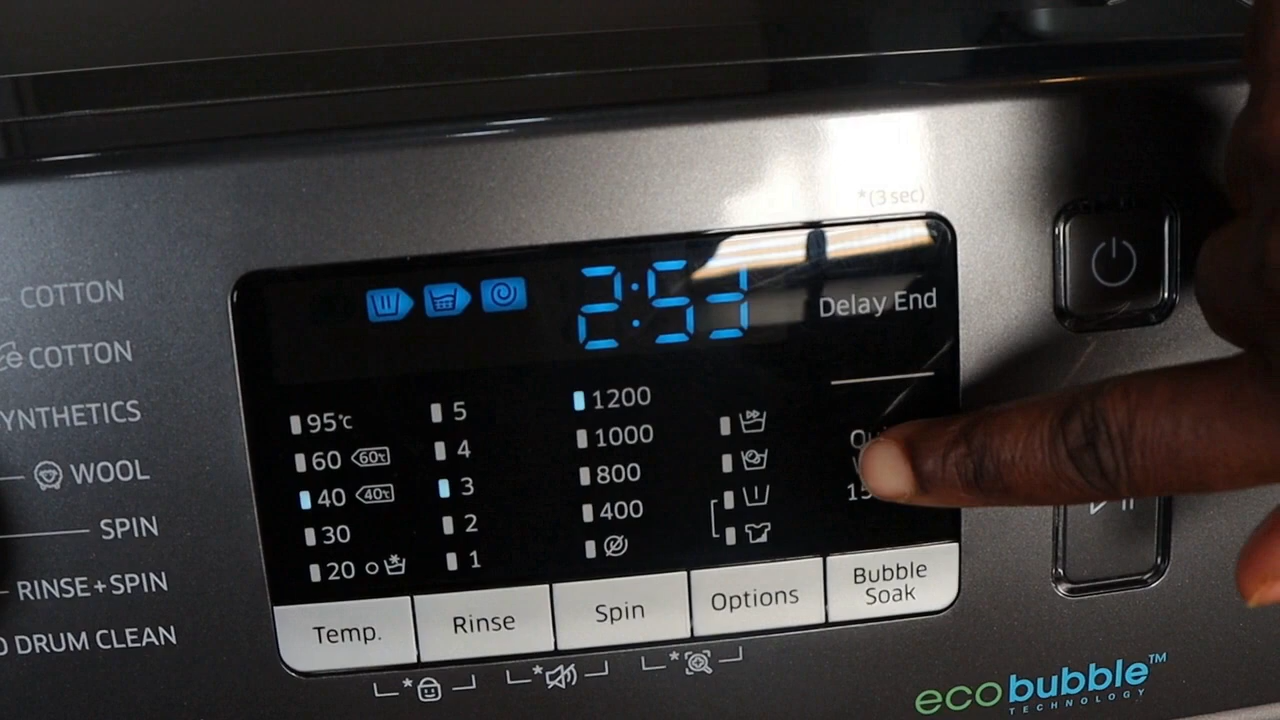 *(3 sec)
2:53
Delay End
COTTON
e COTTON
YNTHETICS
WOOL
SPIN
RINSE+SPIN
DRUM CLEAN
95°C
60 60°C
40 40°C
30
20
5
4
3
2
1
1200
1000
800
400
15
Temp.
Rinse
Spin
Options
Bubble
Soak
*
*
*
ecobubble™
TECHNOLOGY